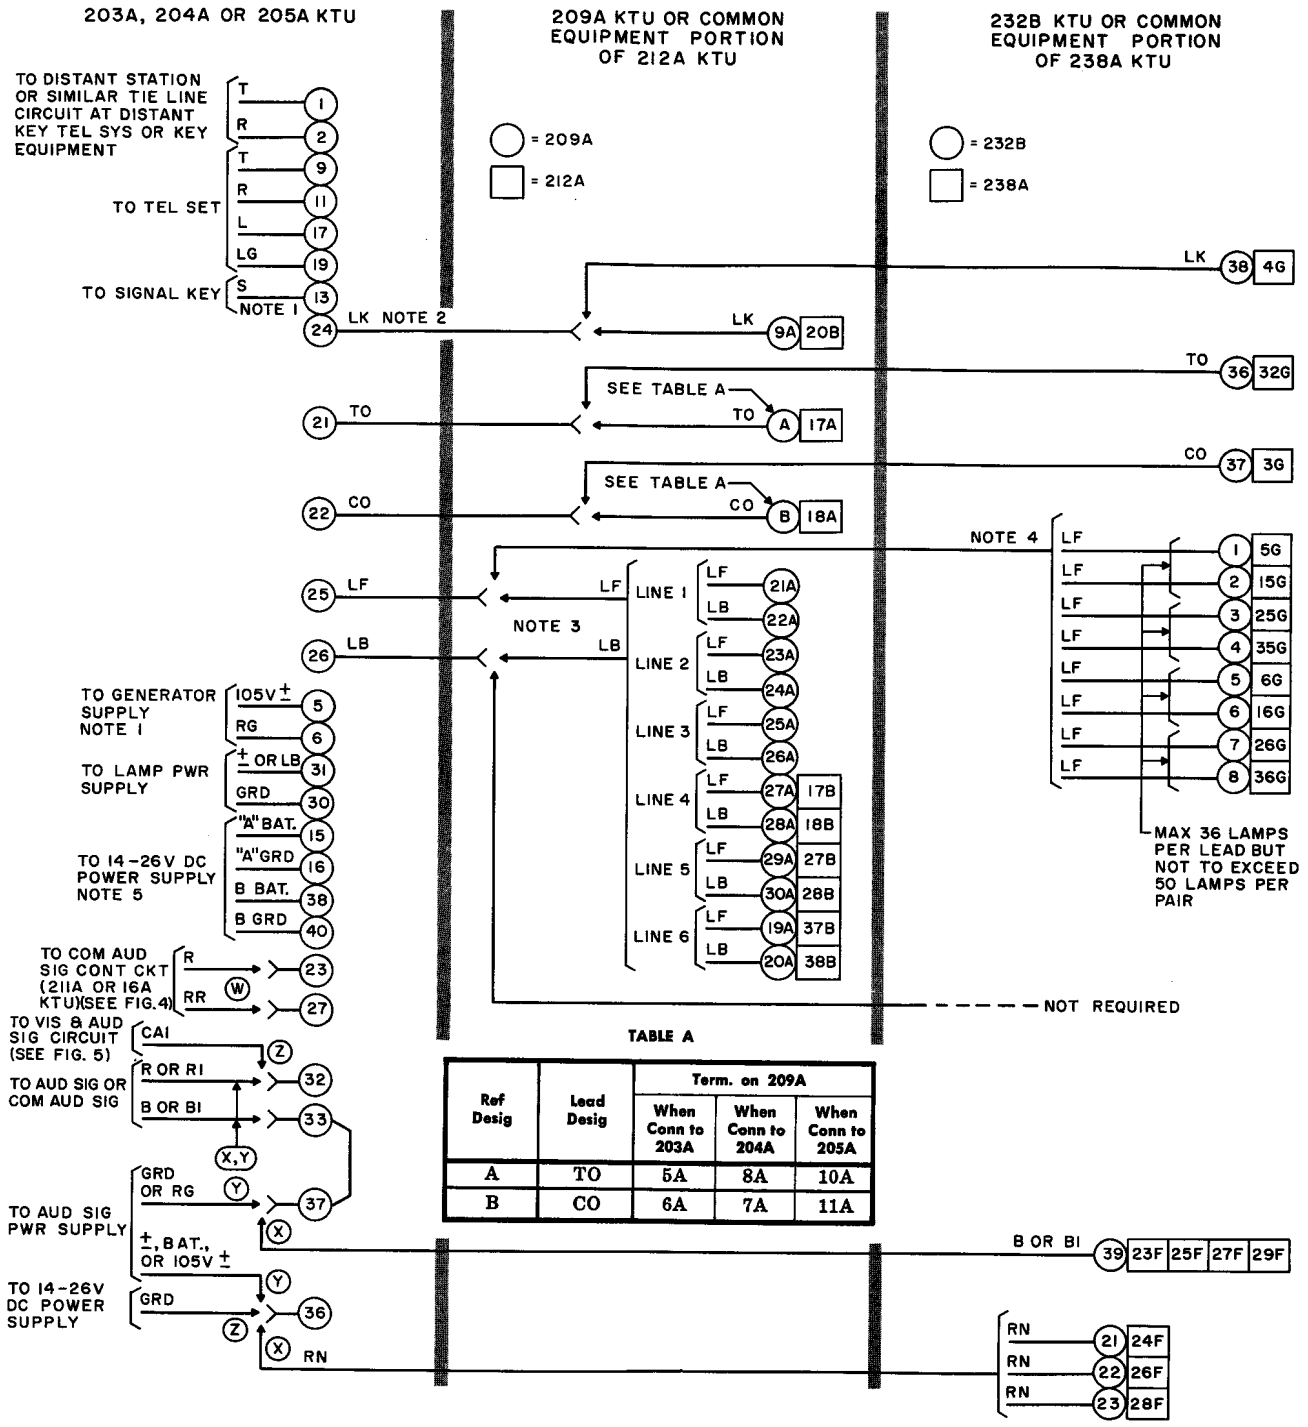 203A, 204A OR 205A KTU
209A KTU OR COMMON
EQUIPMENT PORTION
OF 212A KTU
232B KTU OR COMMON
EQUIPMENT PORTION
OF 238A KTU
TO DISTANT STATION
OR SIMILAR TIE LINE
CIRCUIT AT DISTANT
KEY TEL SYS OR KEY
EQUIPMENT
T 1
R 2
TO TEL SET
T 9
R 11
L 17
LG 19
TO SIGNAL KEY
S 13
NOTE 1
= 209A
= 212A
= 232B
= 238A
24 LK NOTE 2
LK 9A 20B
LK 38 4G
21 TO
SEE TABLE A
TO A 17A
TO 36 32G
22 CO
SEE TABLE A
CO B 18A
CO 37 3G
25 LF
26 LB
NOTE 3
LF
LB
LINE 1
LF 21A
LB 22A
LINE 2
LF 23A
LB 24A
LINE 3
LF 25A
LB 26A
LINE 4
LF 27A 17B
LB 28A 18B
LINE 5
LF 29A 27B
LB 30A 28B
LINE 6
LF 19A 37B
LB 20A 38B
NOTE 4
LF 1 5G
LF 2 15G
LF 3 25G
LF 4 35G
LF 5 6G
LF 6 16G
LF 7 26G
LF 8 36G
MAX 36 LAMPS
PER LEAD BUT
NOT TO EXCEED
50 LAMPS PER
PAIR
NOT REQUIRED
TO GENERATOR
SUPPLY
NOTE 1
105V ± 5
RG 6
TO LAMP PWR
SUPPLY
± OR LB 31
GRD 30
TO 14-26V DC
POWER SUPPLY
NOTE 5
"A" BAT. 15
"A" GRD 16
B BAT. 38
B GRD 40
TO COM AUD
SIG CONT CKT
(211A OR 16A
KTU)(SEE FIG.4)
R 23
W
RR 27
TO VIS & AUD
SIG CIRCUIT
(SEE FIG. 5)
CA1
Z
TO AUD SIG OR
COM AUD SIG
R OR R1 32
B OR B1 33
X,Y
TO AUD SIG
PWR SUPPLY
GRD
OR RG
Y
37
X
±, BAT.,
OR 105V ±
Y
TO 14-26V
DC POWER
SUPPLY
GRD
Z
36
X
RN
TABLE A
Ref
Desig
Lead
Desig
Term. on 209A
When
Conn to
203A
When
Conn to
204A
When
Conn to
205A
A TO 5A 8A 10A
B CO 6A 7A 11A
B OR B1 39 23F 25F 27F 29F
RN 21 24F
RN 22 26F
RN 23 28F